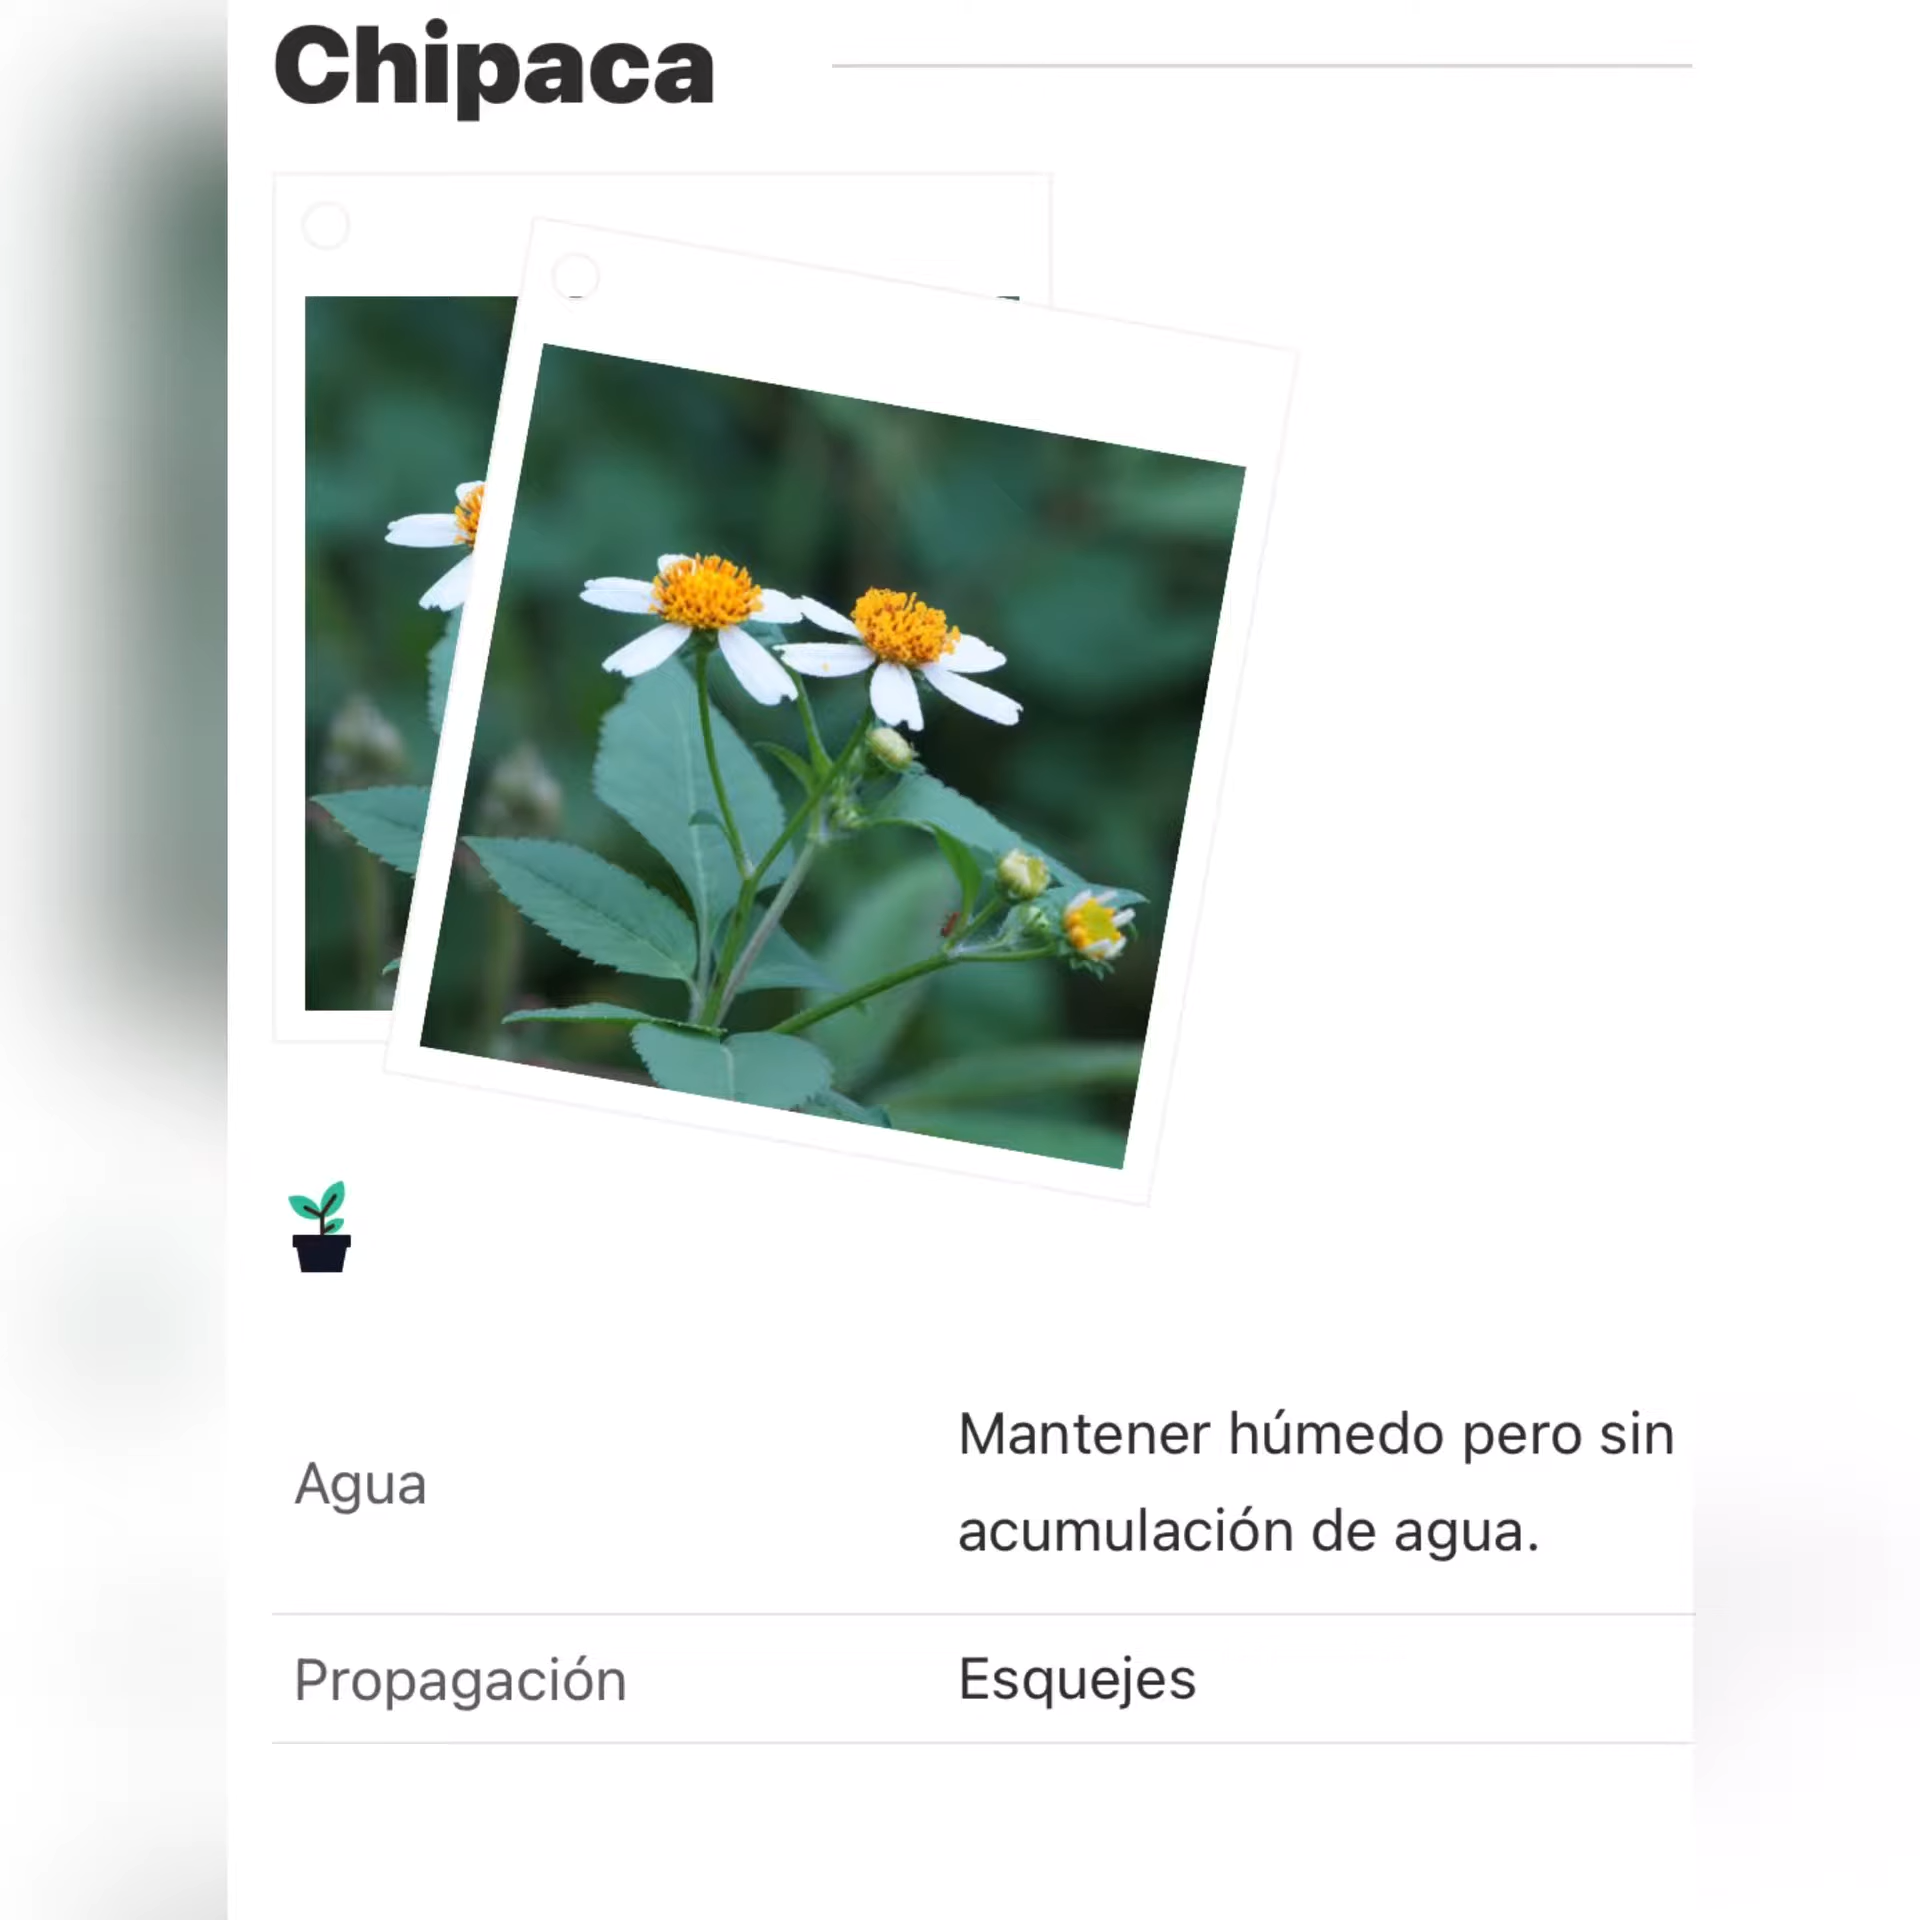 Chipaca
Agua
Mantener húmedo pero sin
acumulación de agua.
Propagación
Esquejes